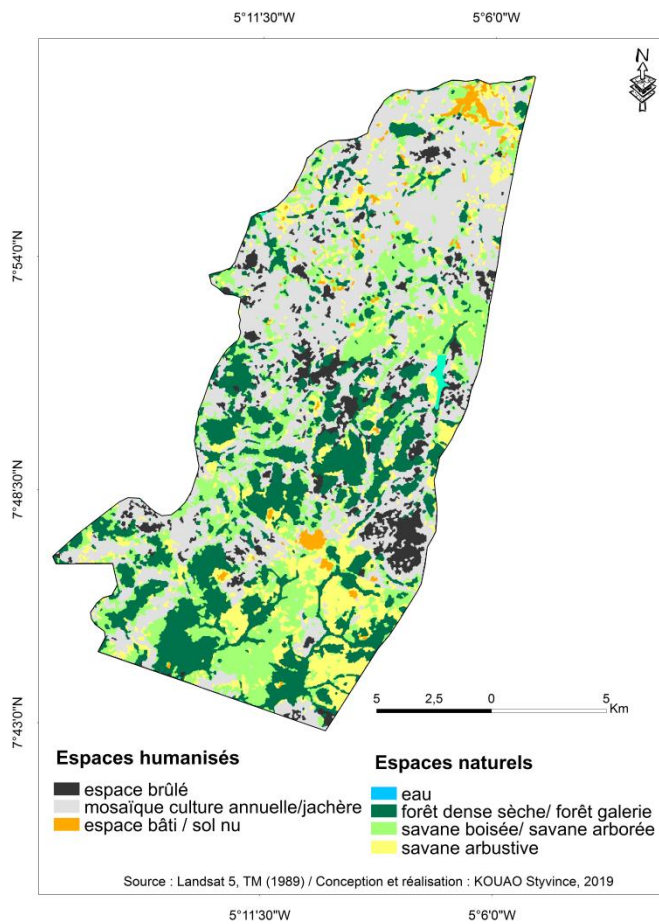 5°11'30"W 5°6'0"W
N
7°54'0"N
7°48'30"N
7°43'0"N
5 2,5 0 5
Km
Espaces humanisés
espace brûlé
mosaïque culture annuelle/jachère
espace bâti / sol nu
Espaces naturels
eau
forêt dense sèche/ forêt galerie
savane boisée/ savane arborée
savane arbustive
Source : Landsat 5, TM (1989) / Conception et réalisation : KOUAO Styvince, 2019
5°11'30"W 5°6'0"W